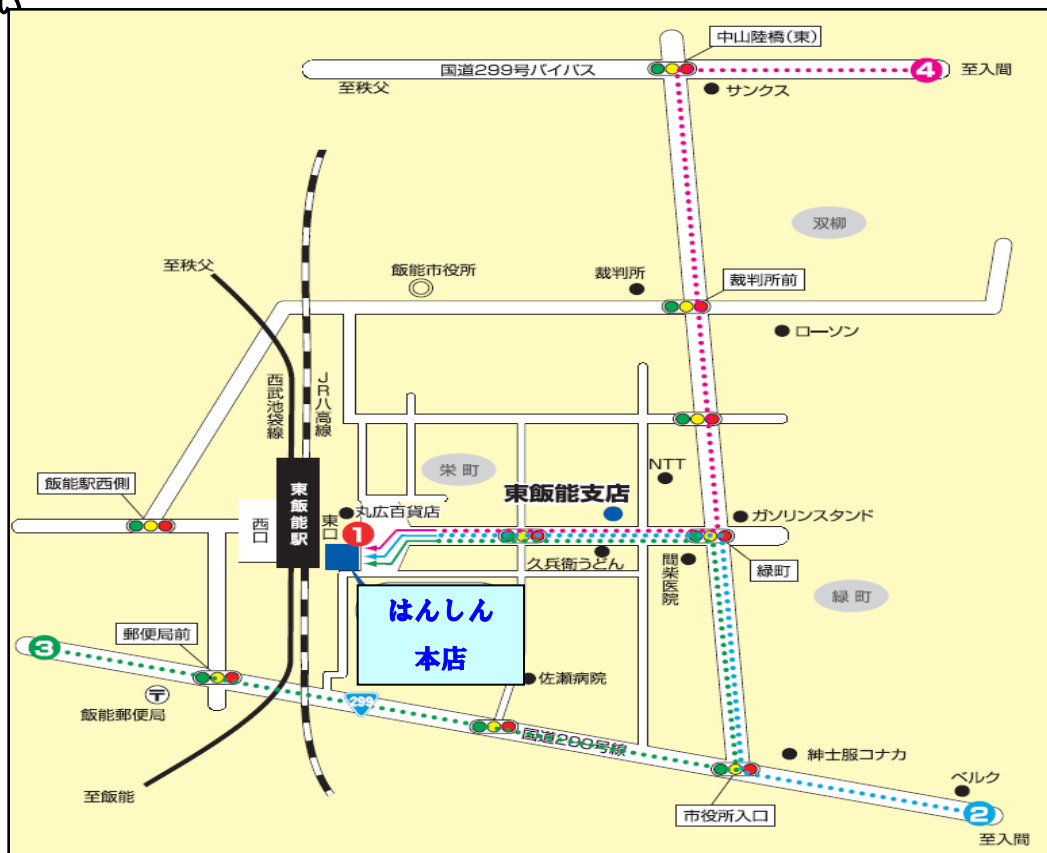 中山陸橋(東)
国道299号バイパス
4
至入間
至秩父
サンクス
双柳
至秩父
飯能市役所
裁判所
裁判所前
ローソン
西武池袋線
JR八高線
栄町
NTT
飯能駅西側
東飯能駅
西口
東口
丸広百貨店
1
東飯能支店
ガソリンスタンド
久兵衛うどん
間柴医院
緑町
緑町
はんしん
本店
3
郵便局前
〒
飯能郵便局
299
佐瀬病院
国道299号線
紳士服コナカ
ベルク
至飯能
市役所入口
2
至入間